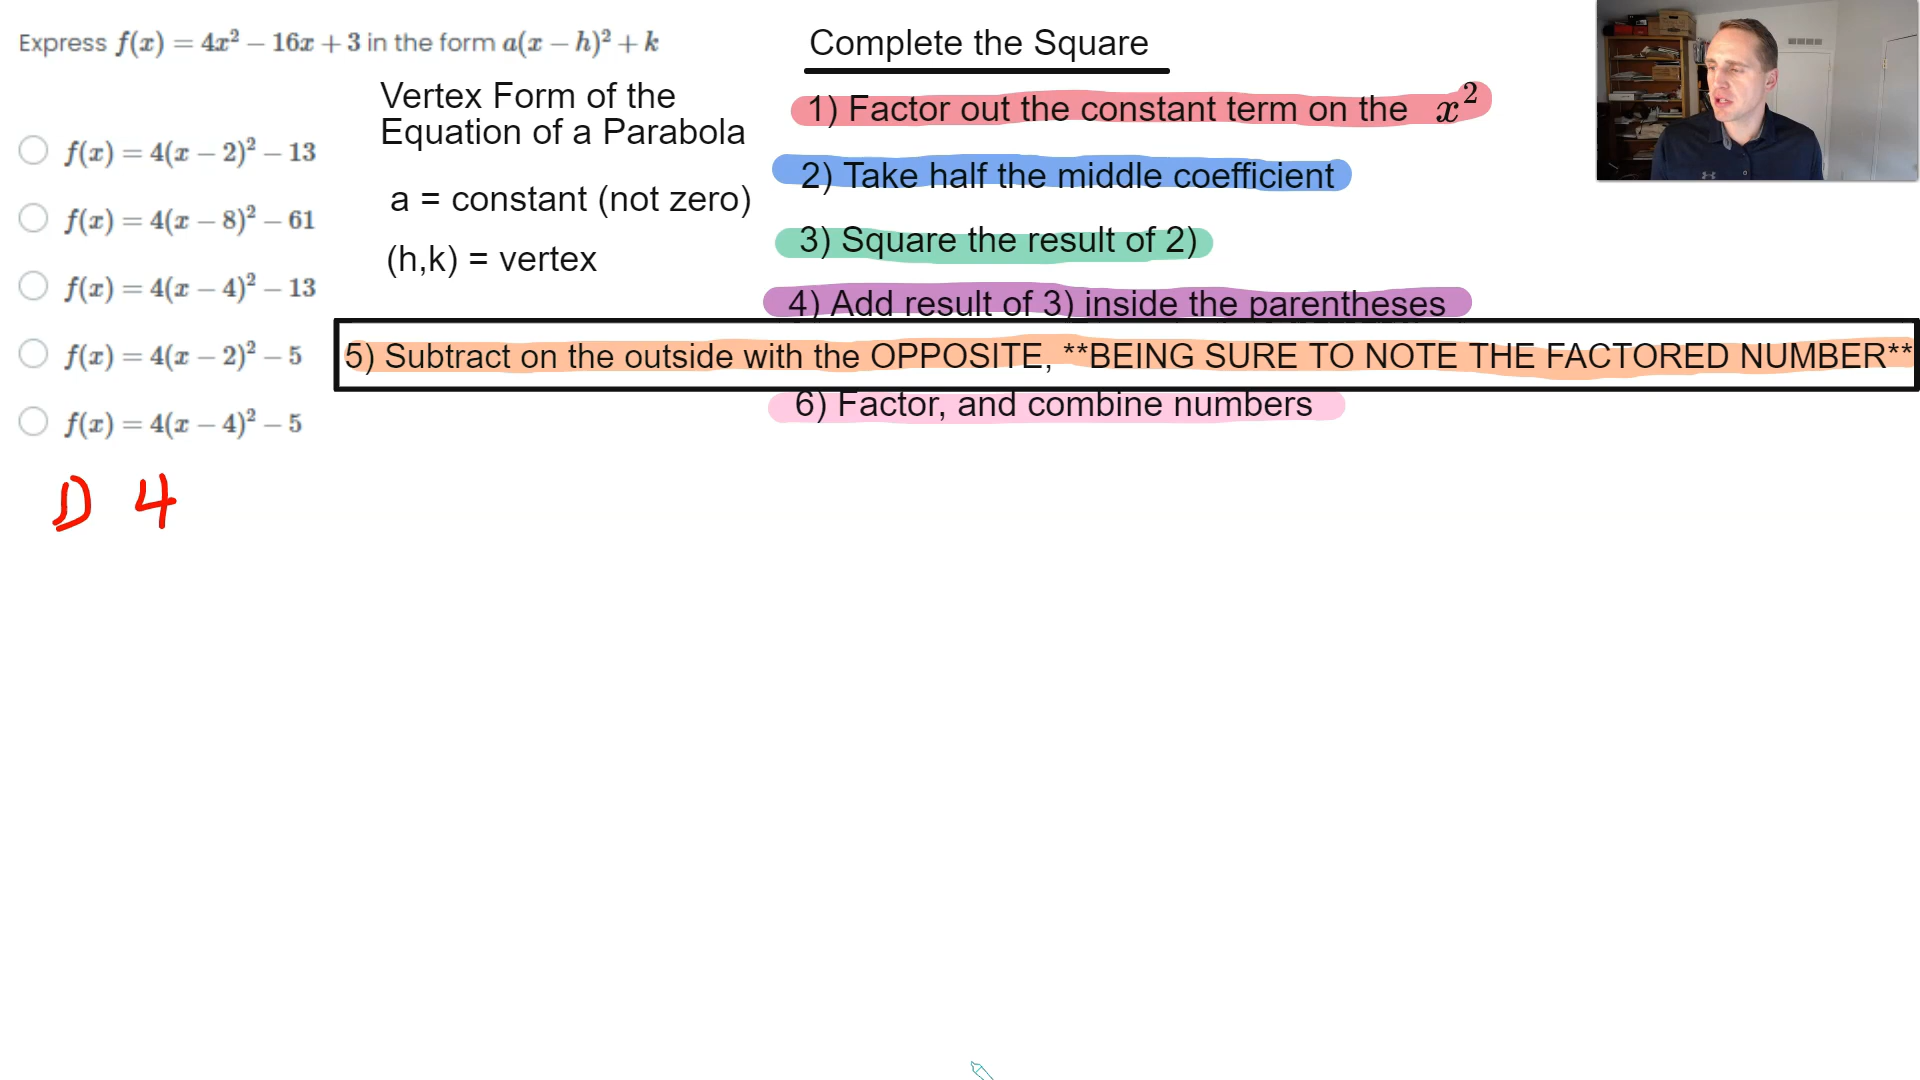 Express f(x) = 4x² − 16x + 3 in the form a(x − h)² + k
f(x) = 4(x − 2)² − 13
f(x) = 4(x − 8)² − 61
f(x) = 4(x − 4)² − 13
f(x) = 4(x − 2)² − 5
f(x) = 4(x − 4)² − 5
Vertex Form of the
Equation of a Parabola
a = constant (not zero)
(h,k) = vertex
Complete the Square
1) Factor out the constant term on the x²
2) Take half the middle coefficient
3) Square the result of 2)
4) Add result of 3) inside the parentheses
5) Subtract on the outside with the OPPOSITE, **BEING SURE TO NOTE THE FACTORED NUMBER**
6) Factor, and combine numbers
1) 4